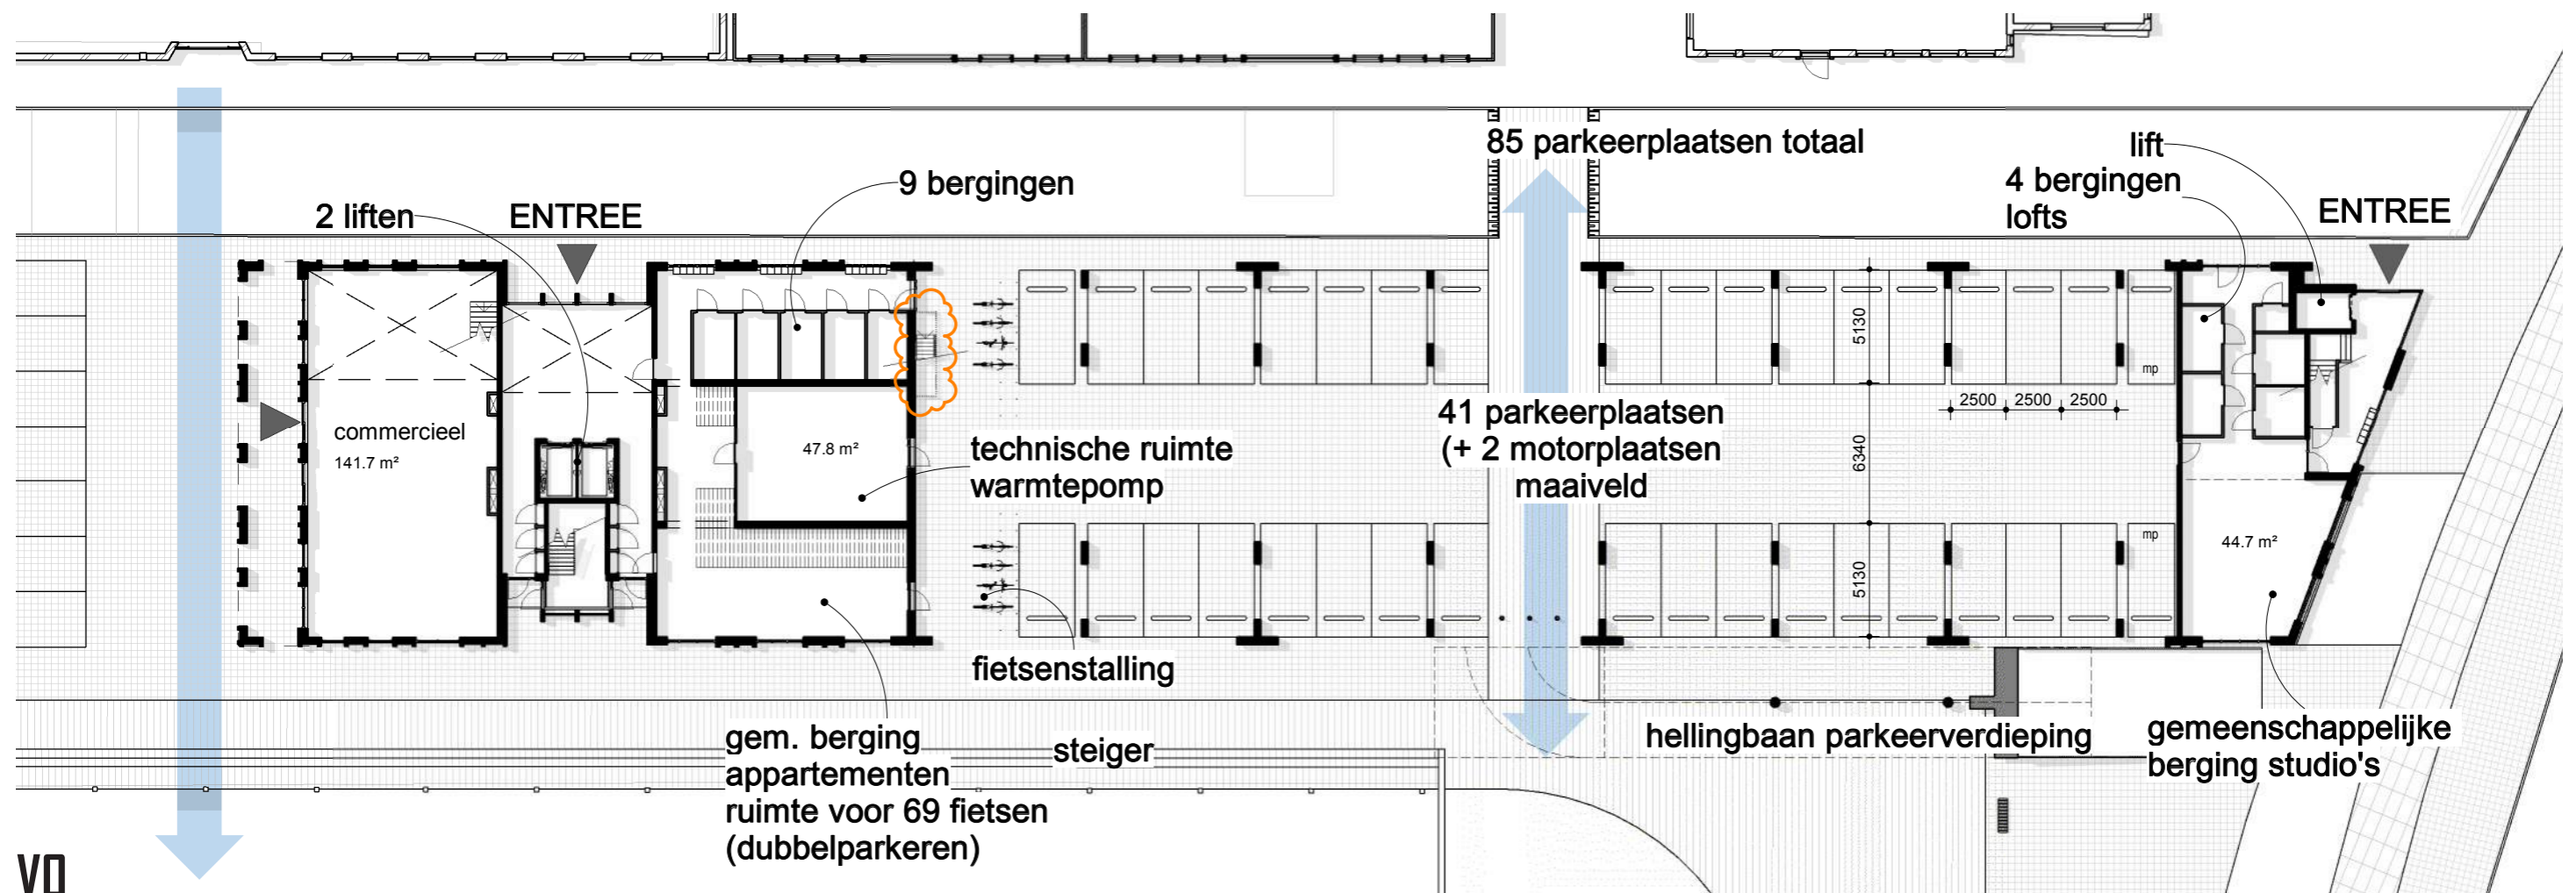 85 parkeerplaatsen totaal
lift
9 bergingen
4 bergingen
lofts
2 liften
ENTREE
ENTREE
5130
mp
2500 2500 2500
41 parkeerplaatsen
(+ 2 motorplaatsen
maaiveld
commercieel
141.7 m²
47.8 m²
technische ruimte
warmtepomp
6340
mp
44.7 m²
5130
fietsenstalling
gem. berging
appartementen
ruimte voor 69 fietsen
(dubbelparkeren)
steiger
hellingbaan parkeerverdieping
gemeenschappelijke
berging studio's
VO